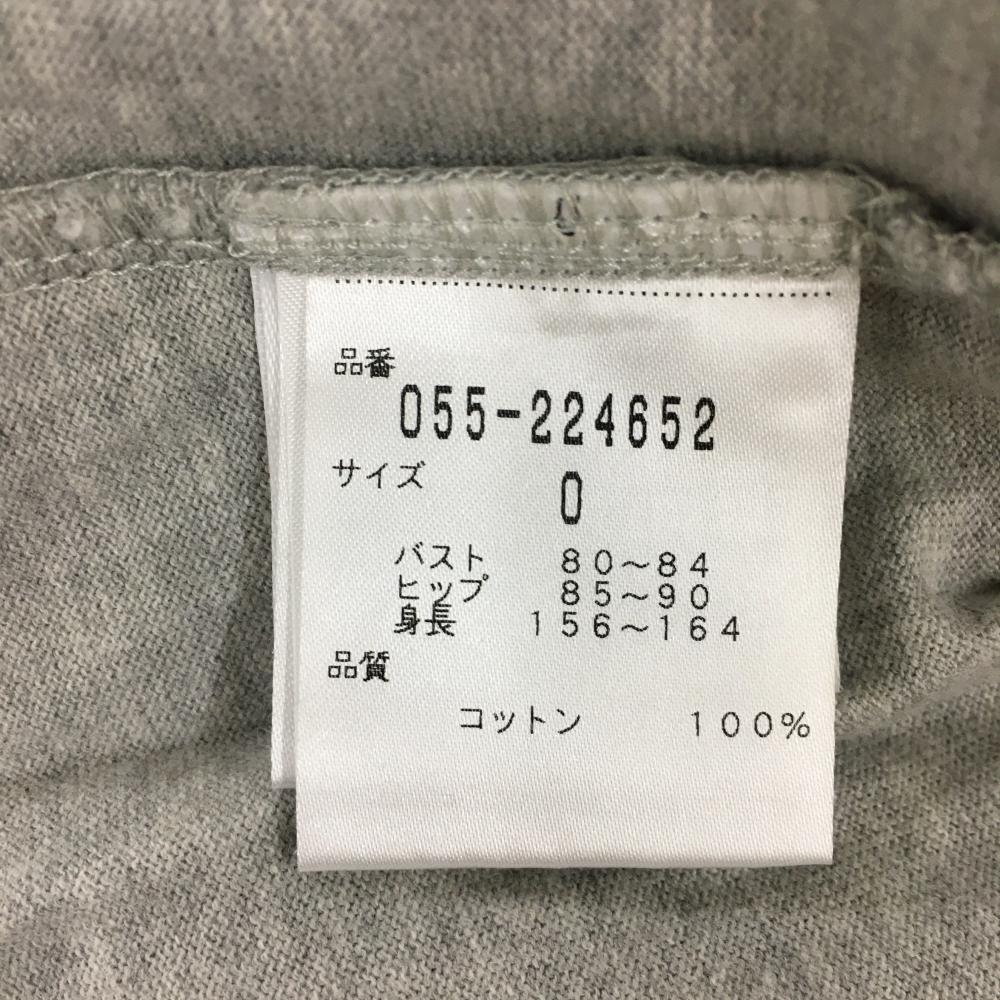 品番
055-224652
サイズ
0
バスト 80～84
ヒップ 85～90
身長 156～164
品質
コットン 100%